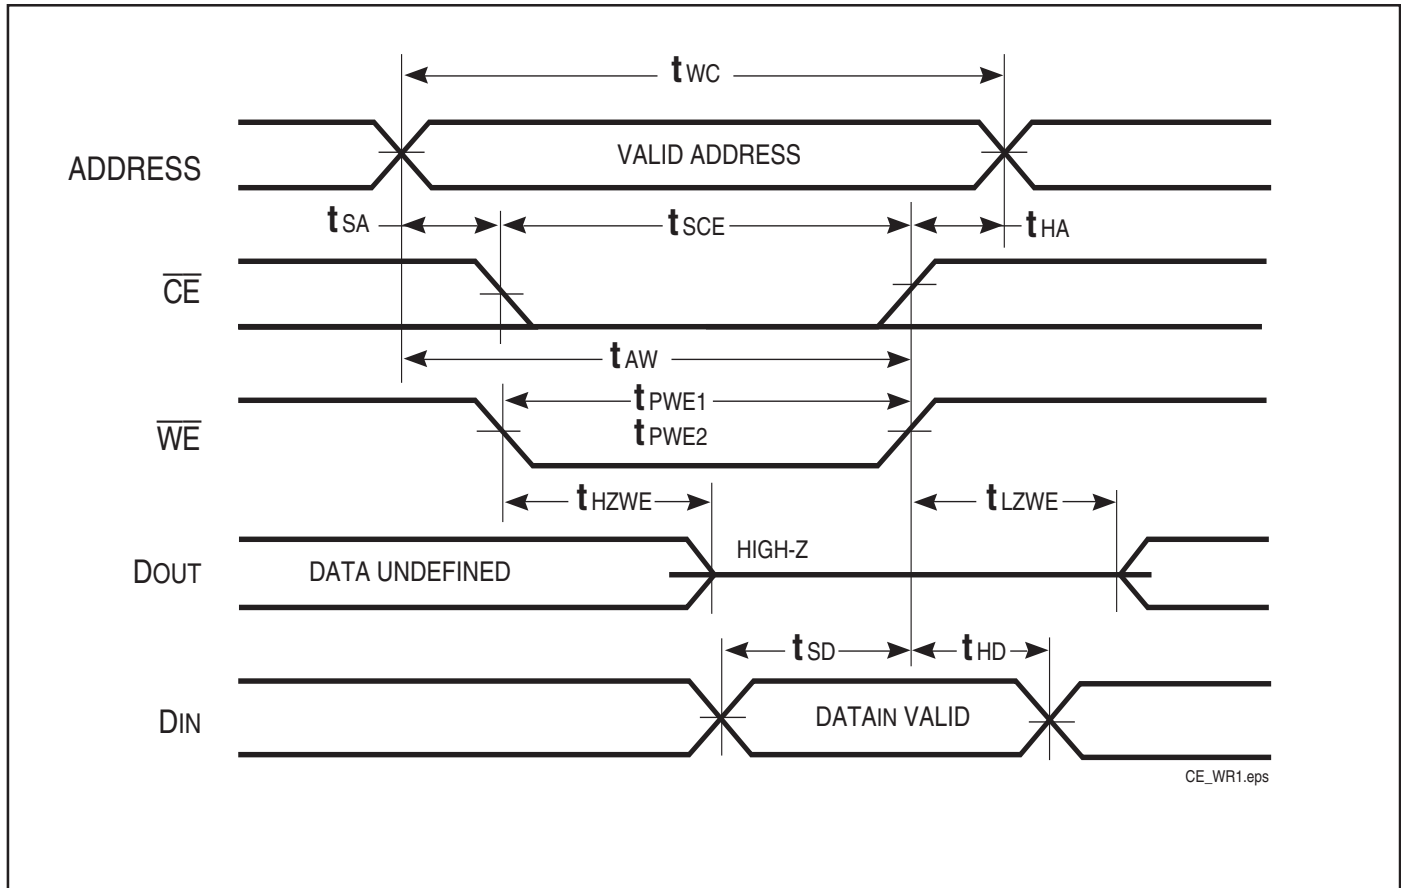 tWC
ADDRESS
VALID ADDRESS
tSA
tSCE
tHA
CE
tAW
tPWE1
WE
tPWE2
tHZWE
tLZWE
HIGH-Z
DOUT
DATA UNDEFINED
tSD
tHD
DIN
DATAIN VALID
CE_WR1.eps